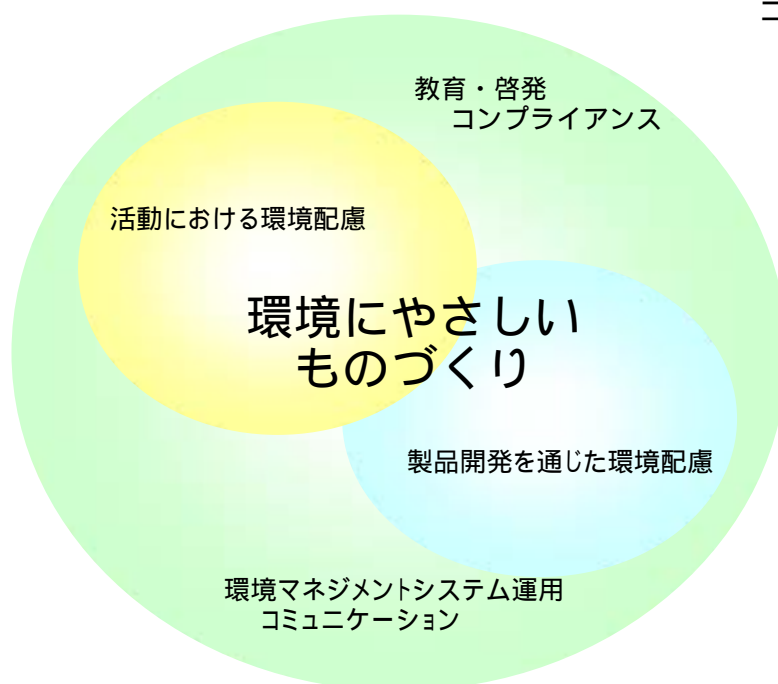 教育・啓発
コンプライアンス
活動における環境配慮
環境にやさしい
ものづくり
製品開発を通じた環境配慮
環境マネジメントシステム運用
コミュニケーション